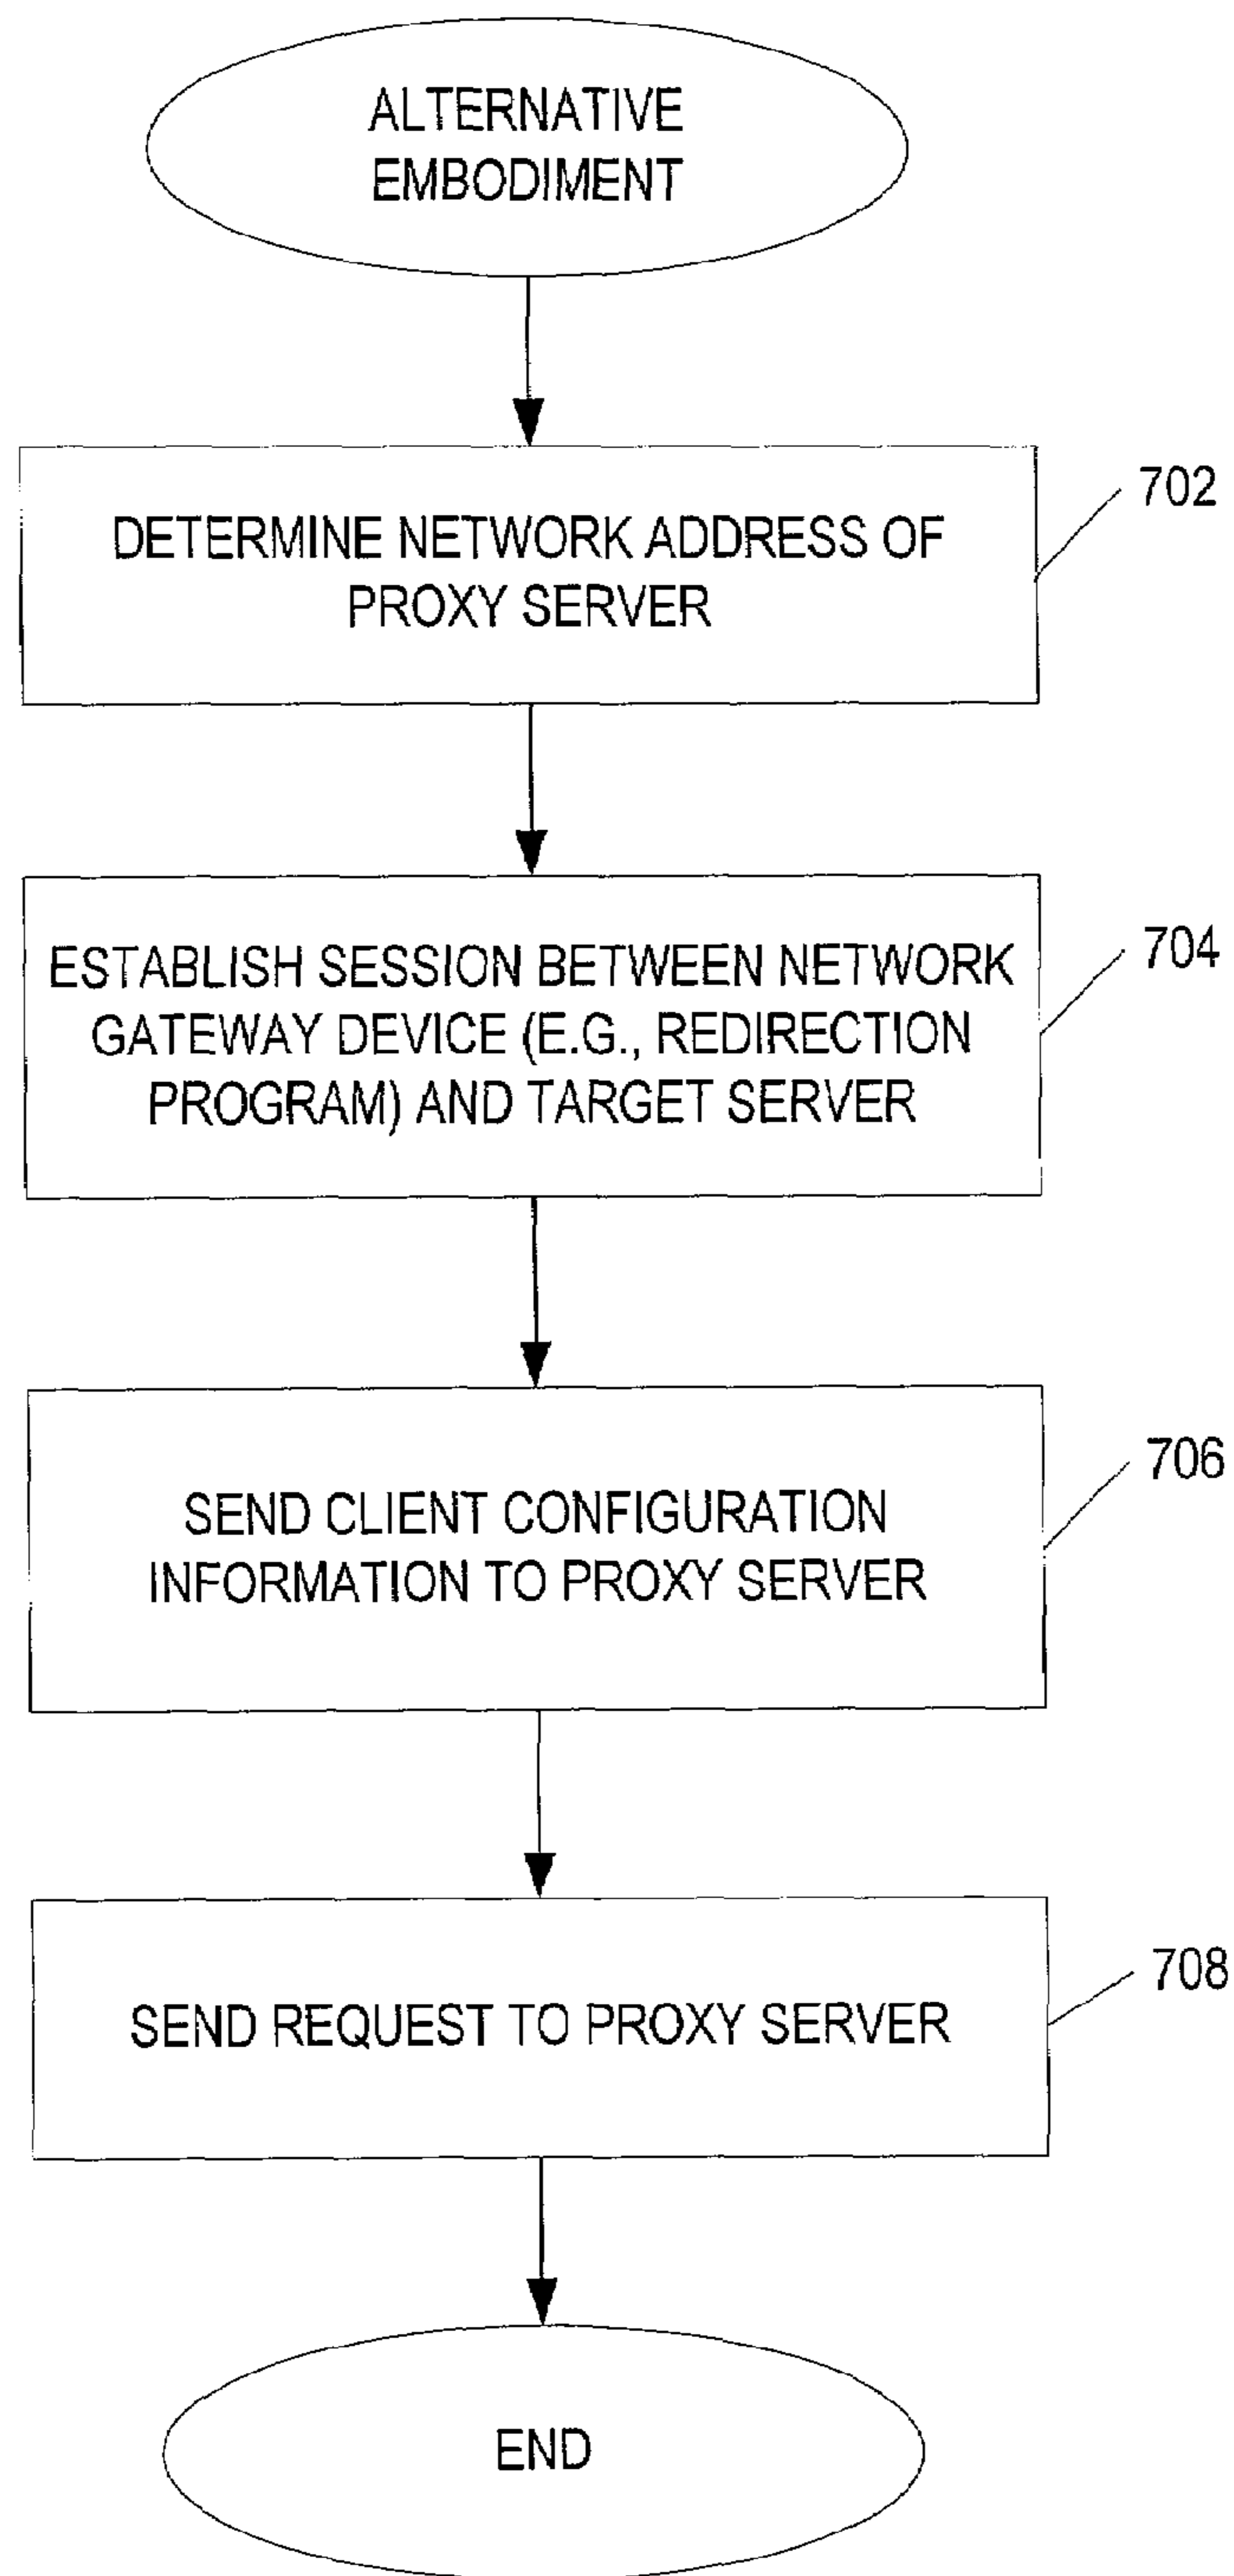 ALTERNATIVE
EMBODIMENT
702
DETERMINE NETWORK ADDRESS OF
PROXY SERVER
704
ESTABLISH SESSION BETWEEN NETWORK
GATEWAY DEVICE (E.G., REDIRECTION
PROGRAM) AND TARGET SERVER
706
SEND CLIENT CONFIGURATION
INFORMATION TO PROXY SERVER
708
SEND REQUEST TO PROXY SERVER
END